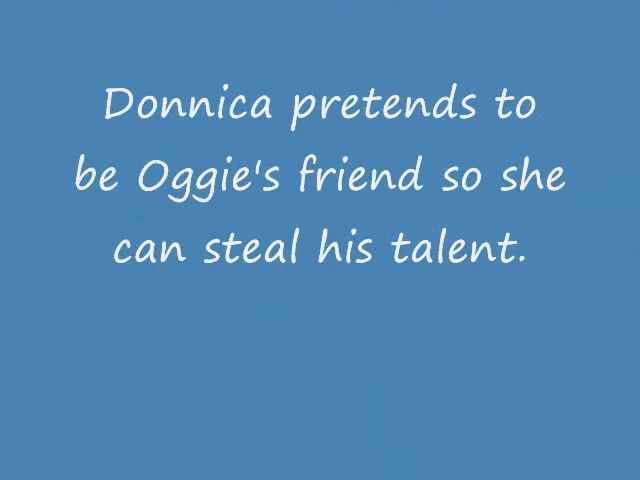 Donnica pretends to
be Oggie's friend so she
can steal his talent.